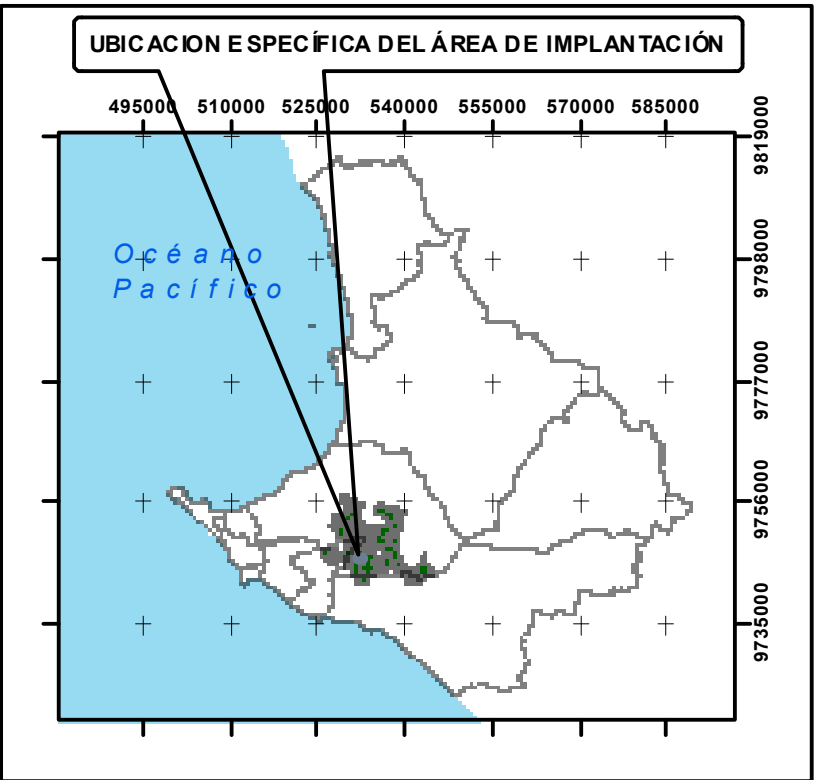 UBICACION ESPECÍFICA DEL ÁREA DE IMPLANTACIÓN
495000 510000 525000 540000 555000 570000 585000
9819000
Océano
Pacífico
9798000
9777000
9756000
9735000